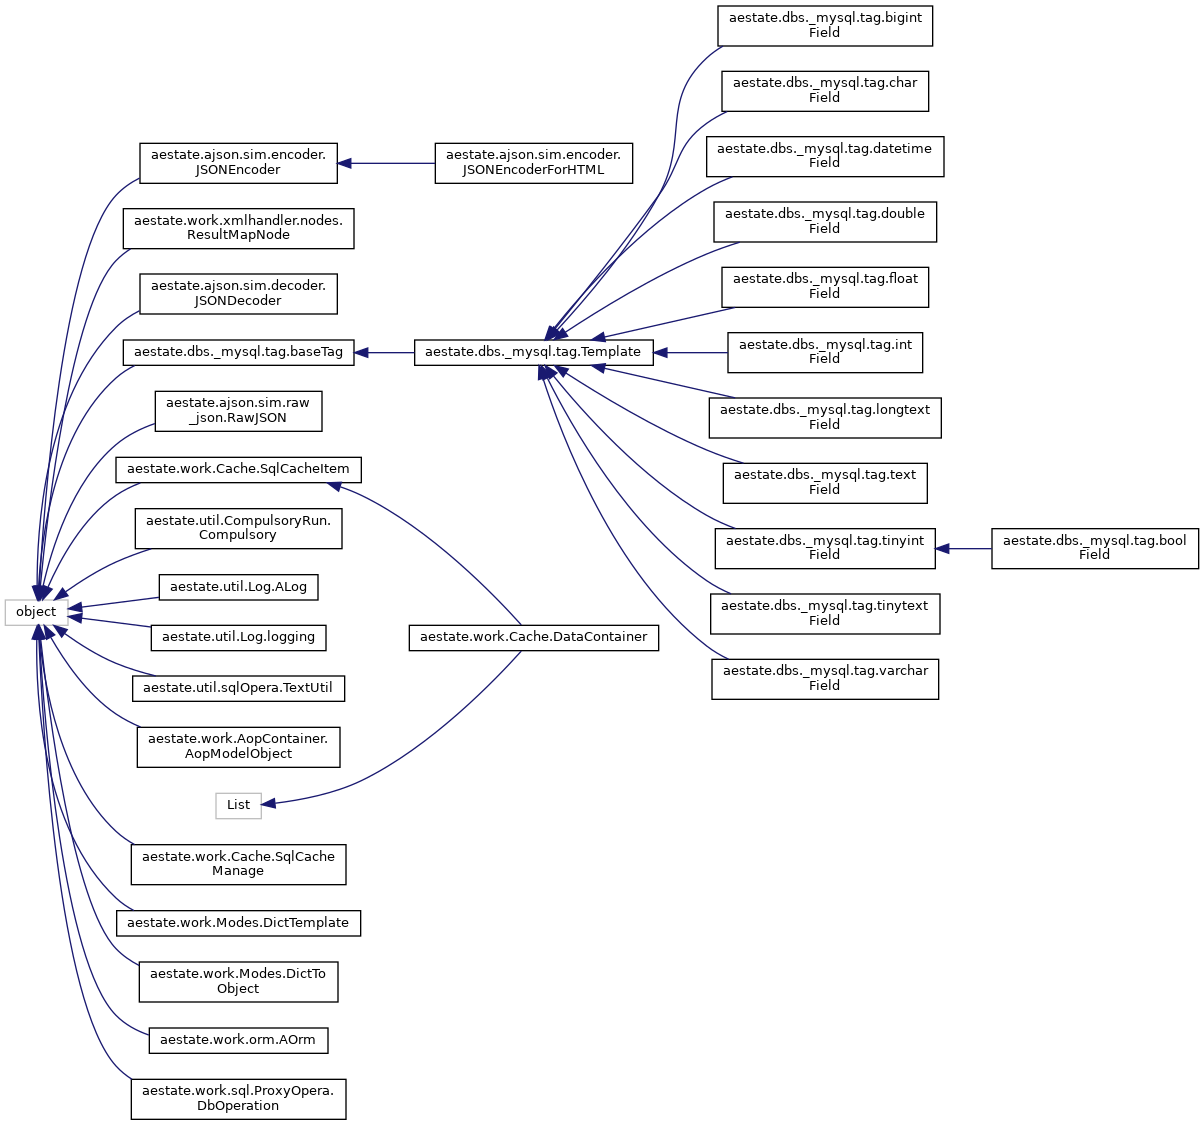 aestate.dbs._mysql.tag.bigint
Field
aestate.dbs._mysql.tag.char
Field
aestate.dbs._mysql.tag.datetime
Field
aestate.dbs._mysql.tag.double
Field
aestate.dbs._mysql.tag.float
Field
aestate.dbs._mysql.tag.int
Field
aestate.dbs._mysql.tag.longtext
Field
aestate.dbs._mysql.tag.text
Field
aestate.dbs._mysql.tag.tinyint
Field
aestate.dbs._mysql.tag.bool
Field
aestate.dbs._mysql.tag.tinytext
Field
aestate.dbs._mysql.tag.varchar
Field
aestate.ajson.sim.encoder.
JSONEncoder
aestate.ajson.sim.encoder.
JSONEncoderForHTML
aestate.work.xmlhandler.nodes.
ResultMapNode
aestate.ajson.sim.decoder.
JSONDecoder
aestate.dbs._mysql.tag.baseTag
aestate.dbs._mysql.tag.Template
aestate.ajson.sim.raw
_json.RawJSON
aestate.work.Cache.SqlCacheItem
aestate.util.CompulsoryRun.
Compulsory
aestate.util.Log.ALog
object
aestate.util.Log.logging
aestate.work.Cache.DataContainer
aestate.util.sqlOpera.TextUtil
aestate.work.AopContainer.
AopModelObject
List
aestate.work.Cache.SqlCache
Manage
aestate.work.Modes.DictTemplate
aestate.work.Modes.DictTo
Object
aestate.work.orm.AOrm
aestate.work.sql.ProxyOpera.
DbOperation